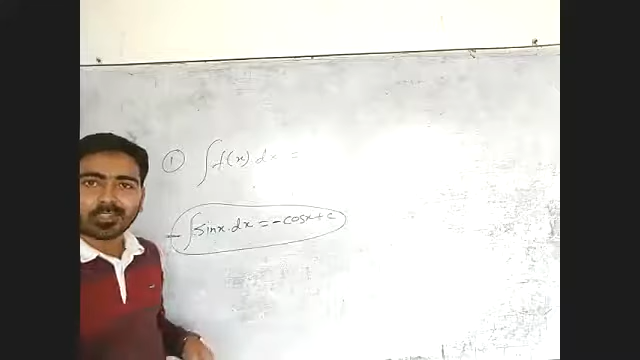 ① ∫f(x) dx =
∫sinx.dx = -cosx+c